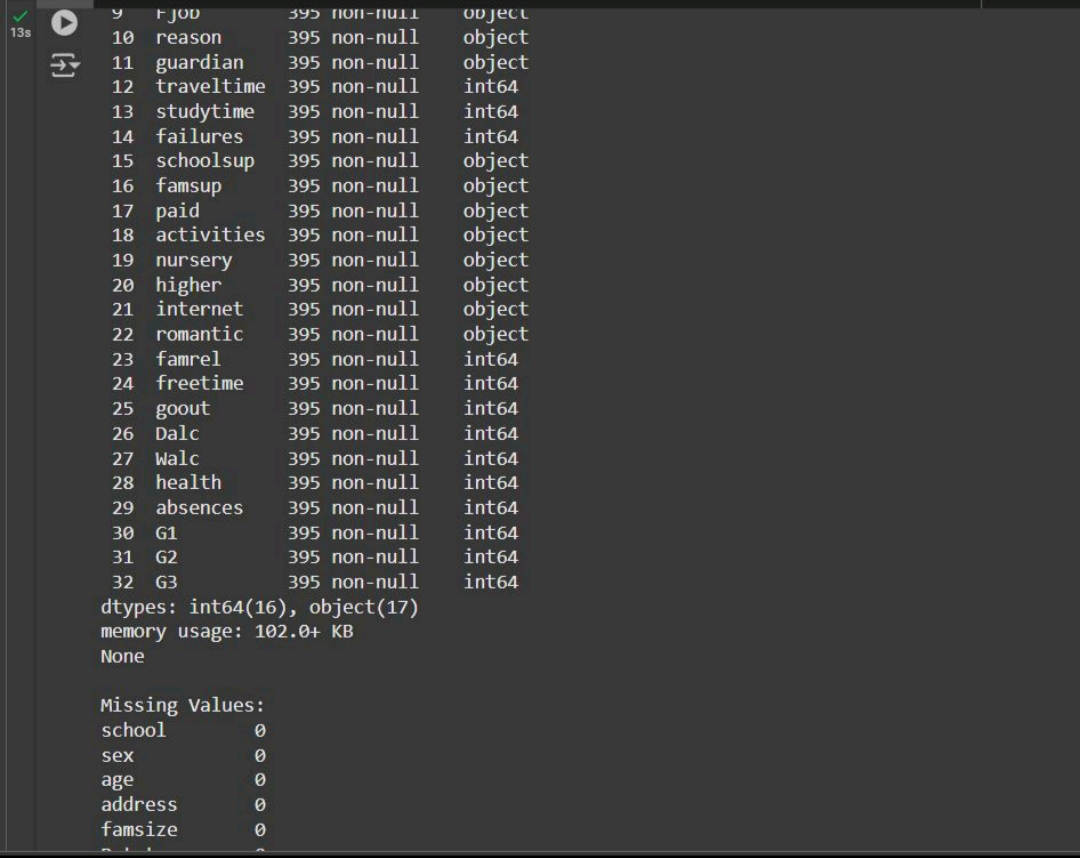 13s
9 Fjob 395 non-null object
10 reason 395 non-null object
11 guardian 395 non-null object
12 traveltime 395 non-null int64
13 studytime 395 non-null int64
14 failures 395 non-null int64
15 schoolsup 395 non-null object
16 famsup 395 non-null object
17 paid 395 non-null object
18 activities 395 non-null object
19 nursery 395 non-null object
20 higher 395 non-null object
21 internet 395 non-null object
22 romantic 395 non-null object
23 famrel 395 non-null int64
24 freetime 395 non-null int64
25 goout 395 non-null int64
26 Dalc 395 non-null int64
27 Walc 395 non-null int64
28 health 395 non-null int64
29 absences 395 non-null int64
30 G1 395 non-null int64
31 G2 395 non-null int64
32 G3 395 non-null int64
dtypes: int64(16), object(17)
memory usage: 102.0+ KB
None
Missing Values:
school 0
sex 0
age 0
address 0
famsize 0